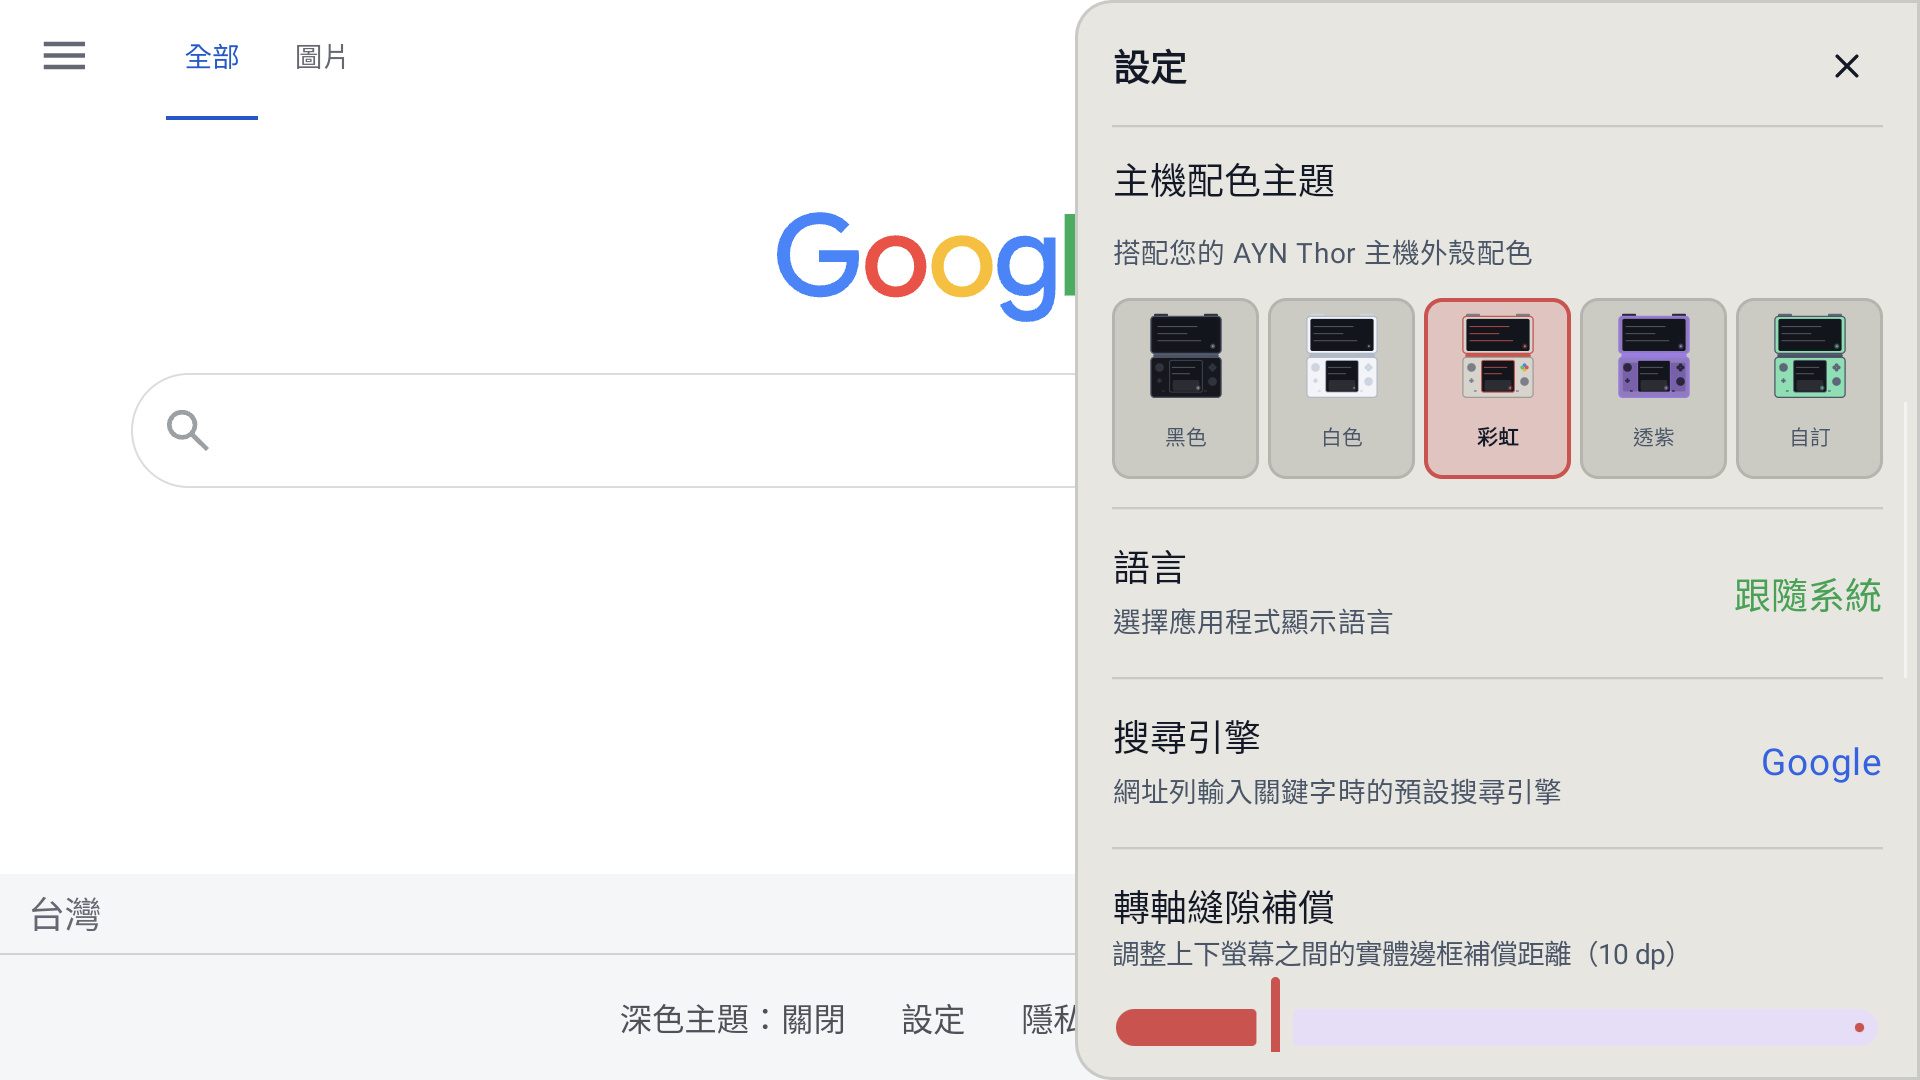 全部
圖片
Googl
台灣
深色主題：關閉
設定
隱私
設定
主機配色主題
搭配您的 AYN Thor 主機外殼配色
黑色
白色
彩虹
透紫
自訂
語言
選擇應用程式顯示語言
跟隨系統
搜尋引擎
網址列輸入關鍵字時的預設搜尋引擎
Google
轉軸縫隙補償
調整上下螢幕之間的實體邊框補償距離（10 dp）